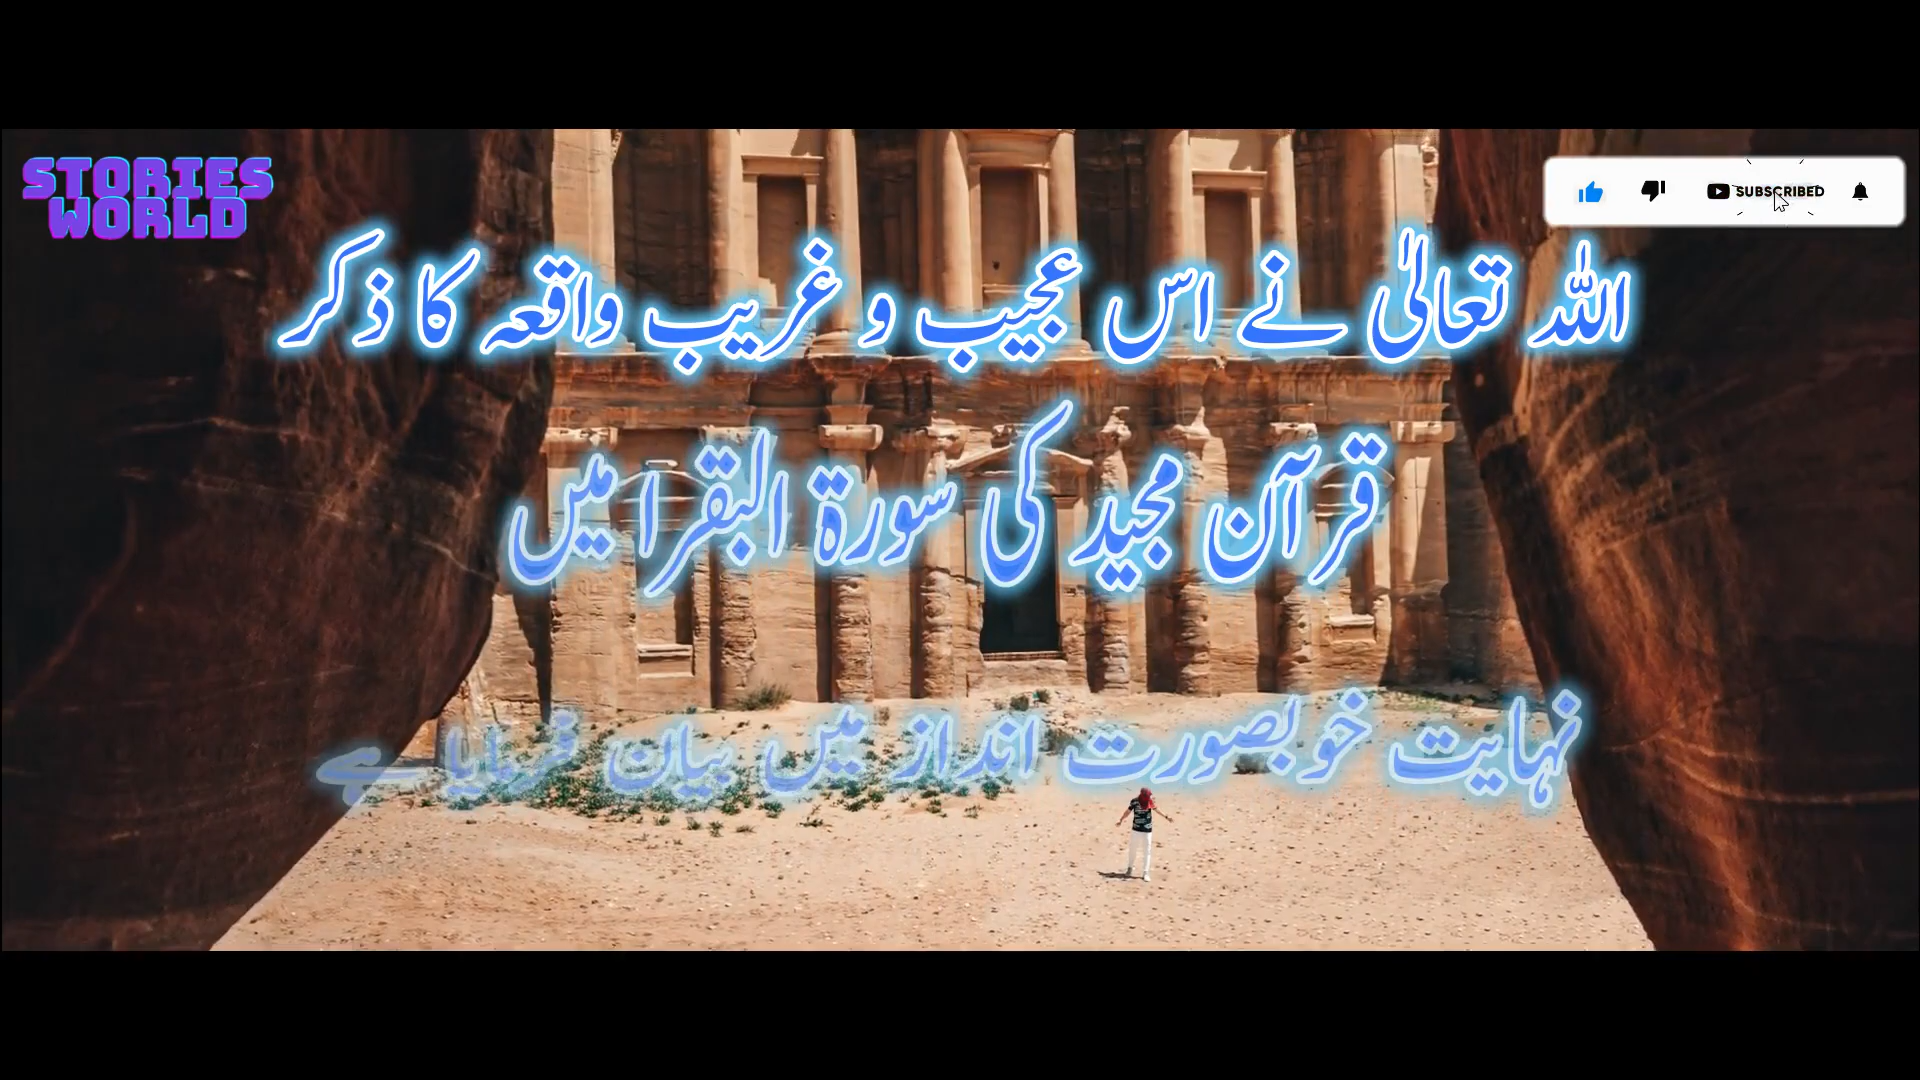 STORIES
WORLD
SUBSCRIBED
اللہ تعالیٰ نے اس عجیب و غریب واقعہ کا ذکر
قرآن مجید کی سورۃ البقرا میں
نہایت خوبصورت انداز میں بیان فرمایا ہے